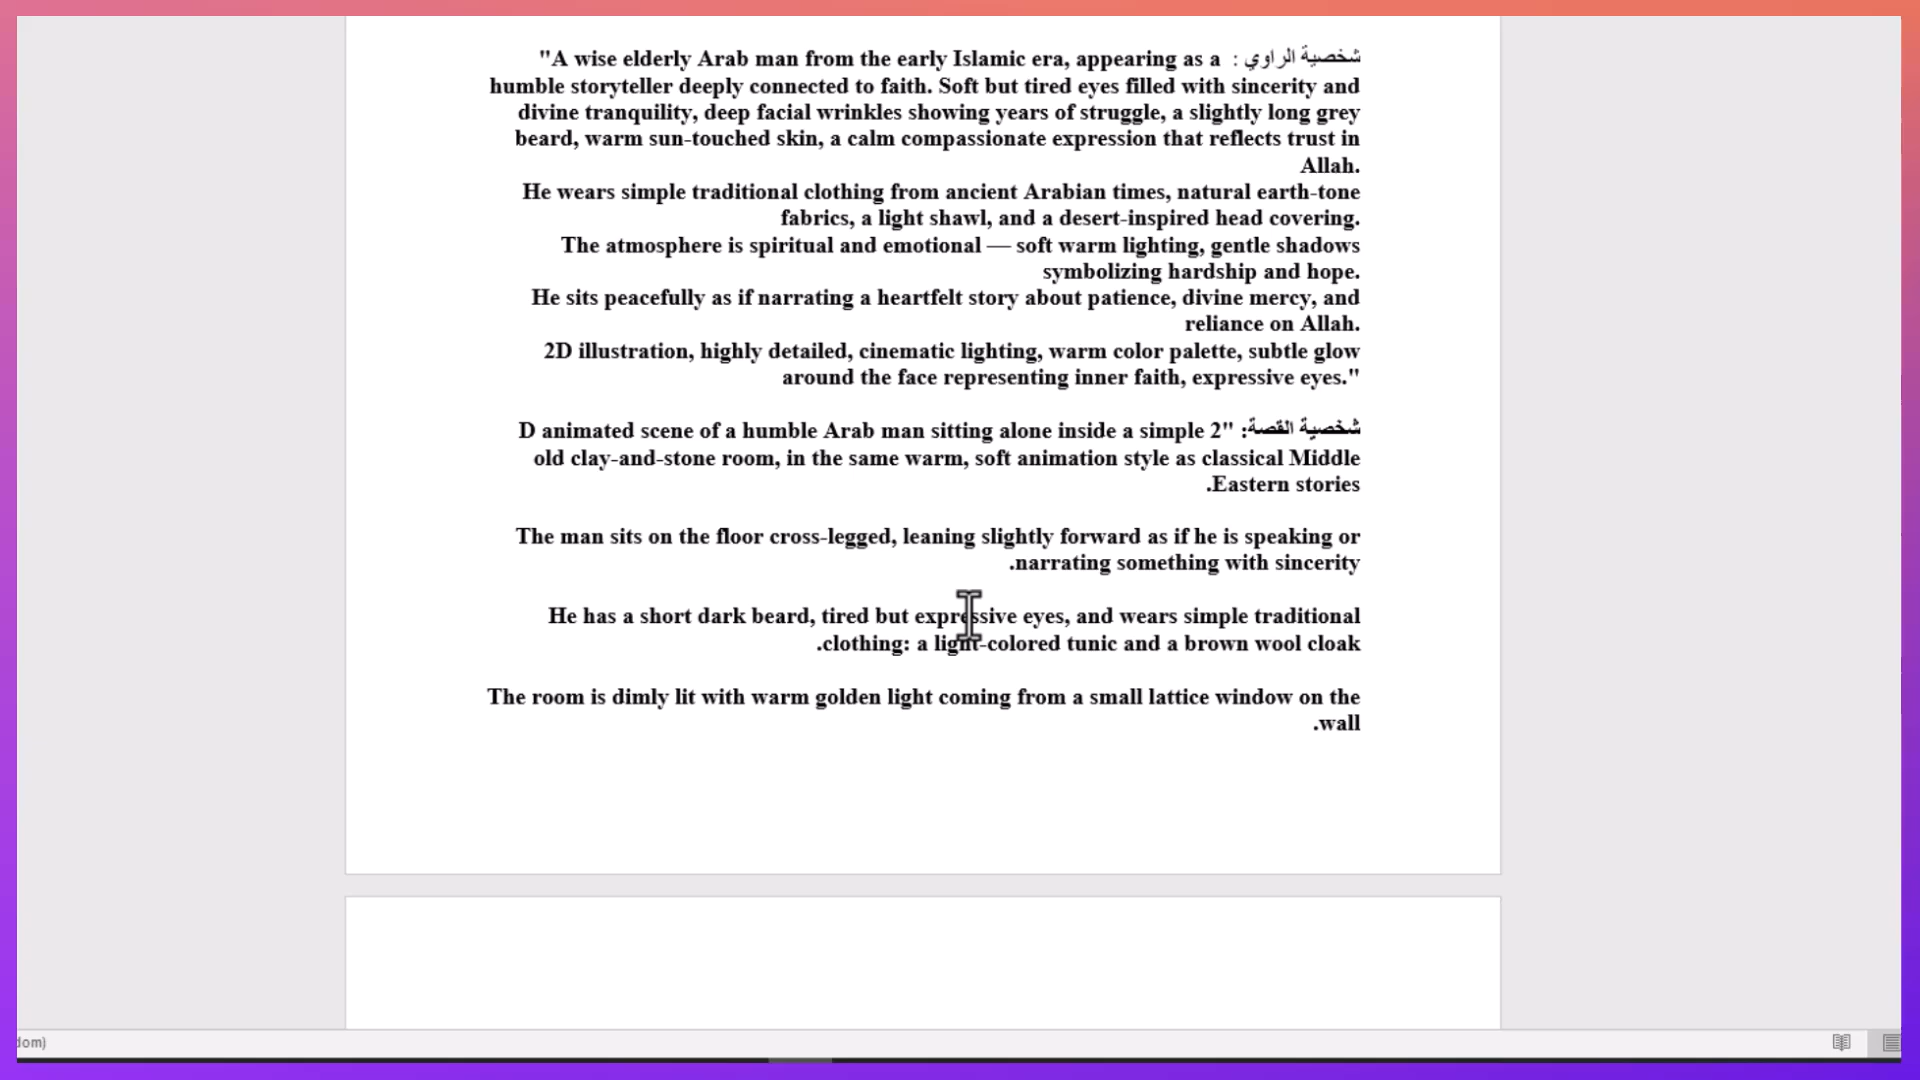 شخصية الراوي : "A wise elderly Arab man from the early Islamic era, appearing as a
humble storyteller deeply connected to faith. Soft but tired eyes filled with sincerity and
divine tranquility, deep facial wrinkles showing years of struggle, a slightly long grey
beard, warm sun-touched skin, a calm compassionate expression that reflects trust in
Allah.
He wears simple traditional clothing from ancient Arabian times, natural earth-tone
fabrics, a light shawl, and a desert-inspired head covering.
The atmosphere is spiritual and emotional — soft warm lighting, gentle shadows
symbolizing hardship and hope.
He sits peacefully as if narrating a heartfelt story about patience, divine mercy, and
reliance on Allah.
2D illustration, highly detailed, cinematic lighting, warm color palette, subtle glow
around the face representing inner faith, expressive eyes."
شخصية القصة: "2D animated scene of a humble Arab man sitting alone inside a simple
old clay-and-stone room, in the same warm, soft animation style as classical Middle
Eastern stories.
The man sits on the floor cross-legged, leaning slightly forward as if he is speaking or
narrating something with sincerity.
He has a short dark beard, tired but expressive eyes, and wears simple traditional
clothing: a light-colored tunic and a brown wool cloak.
The room is dimly lit with warm golden light coming from a small lattice window on the
wall.
dom)